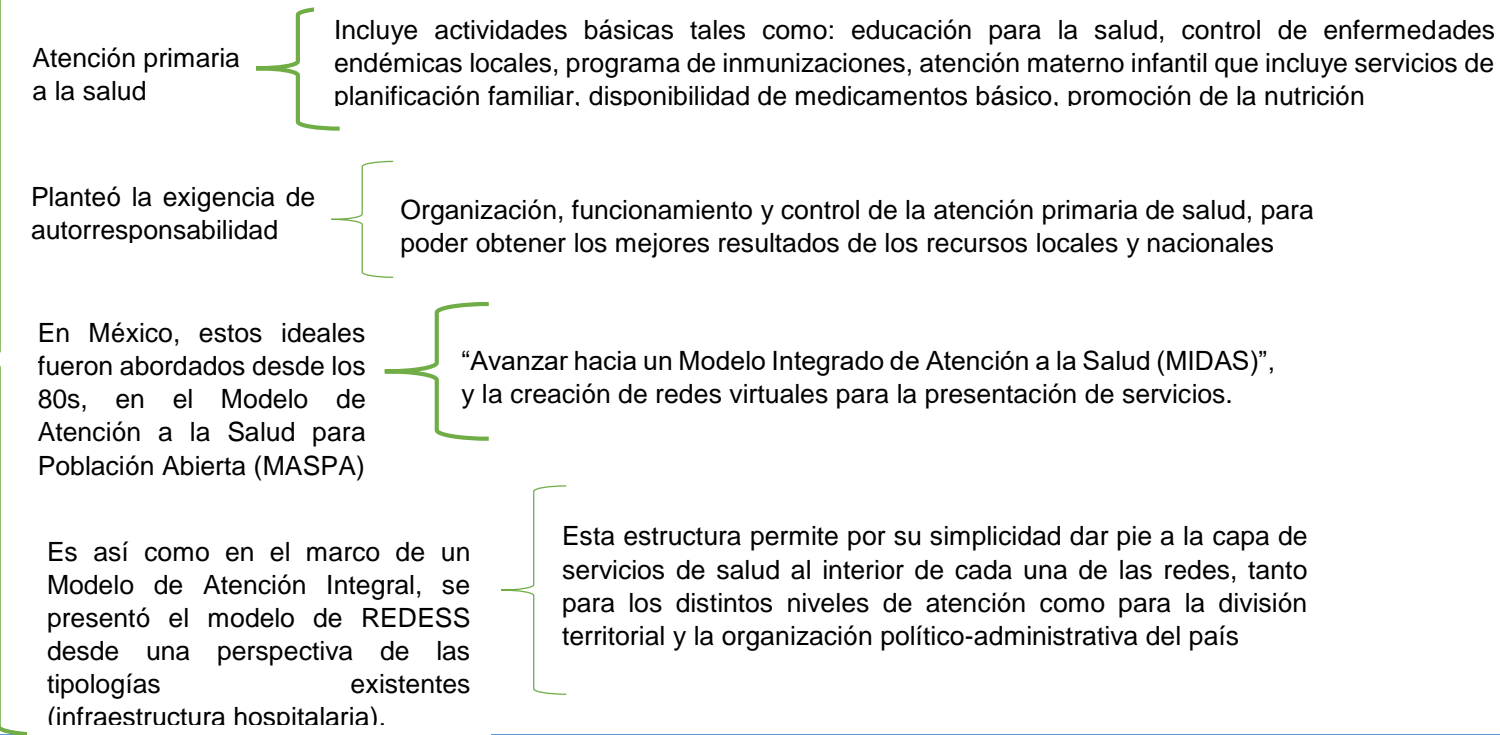 Atención primaria
a la salud
Incluye actividades básicas tales como: educación para la salud, control de enfermedades
endémicas locales, programa de inmunizaciones, atención materno infantil que incluye servicios de
planificación familiar, disponibilidad de medicamentos básico, promoción de la nutrición
Planteó la exigencia de
autorresponsabilidad
Organización, funcionamiento y control de la atención primaria de salud, para
poder obtener los mejores resultados de los recursos locales y nacionales
En México, estos ideales
fueron abordados desde los
80s, en el Modelo de
Atención a la Salud para
Población Abierta (MASPA)
“Avanzar hacia un Modelo Integrado de Atención a la Salud (MIDAS)”,
y la creación de redes virtuales para la presentación de servicios.
Es así como en el marco de un
Modelo de Atención Integral, se
presentó el modelo de REDESS
desde una perspectiva de las
tipologías existentes
(infraestructura hospitalaria).
Esta estructura permite por su simplicidad dar pie a la capa de
servicios de salud al interior de cada una de las redes, tanto
para los distintos niveles de atención como para la división
territorial y la organización político-administrativa del país